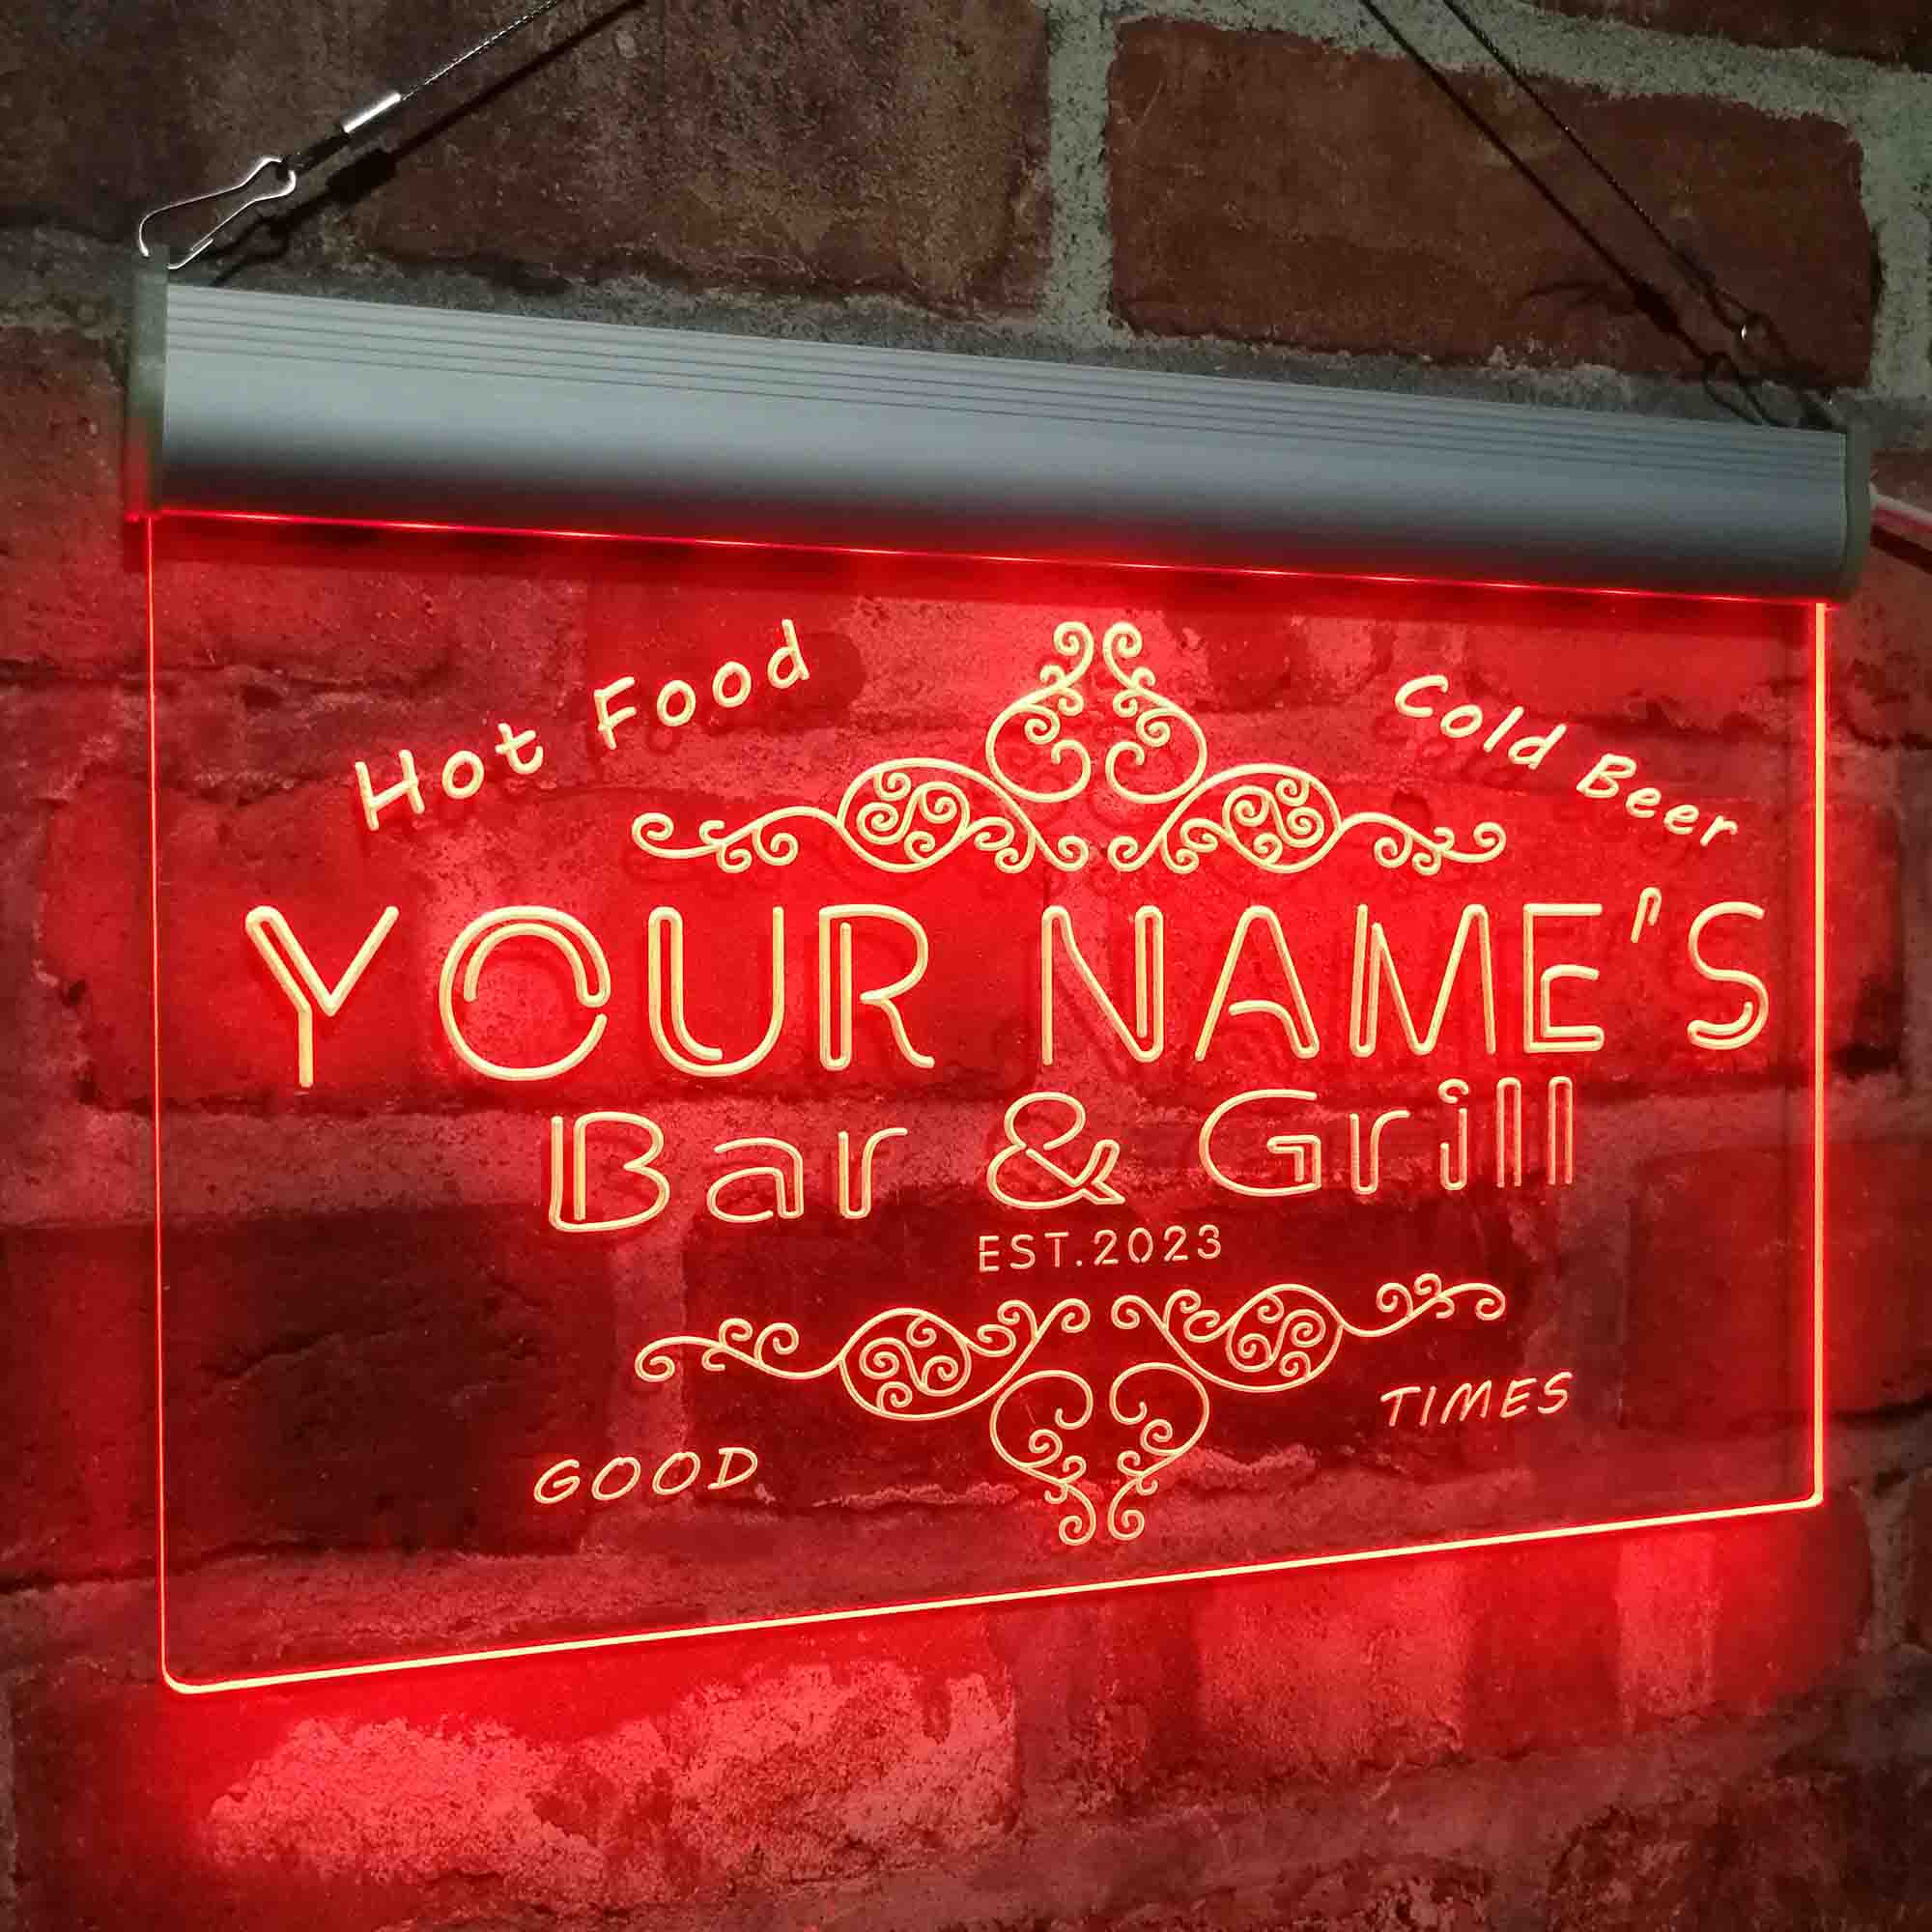 Hot Food
Cold Beer
YOUR NAME'S
Bar & Grill
EST.2023
GOOD
TIMES